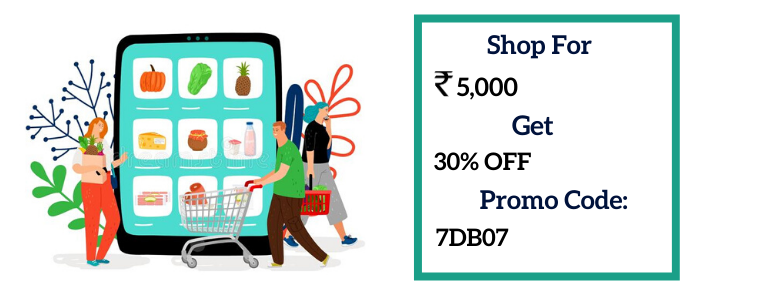 Shop For
₹ 5,000
Get
30% OFF
Promo Code:
7DB07